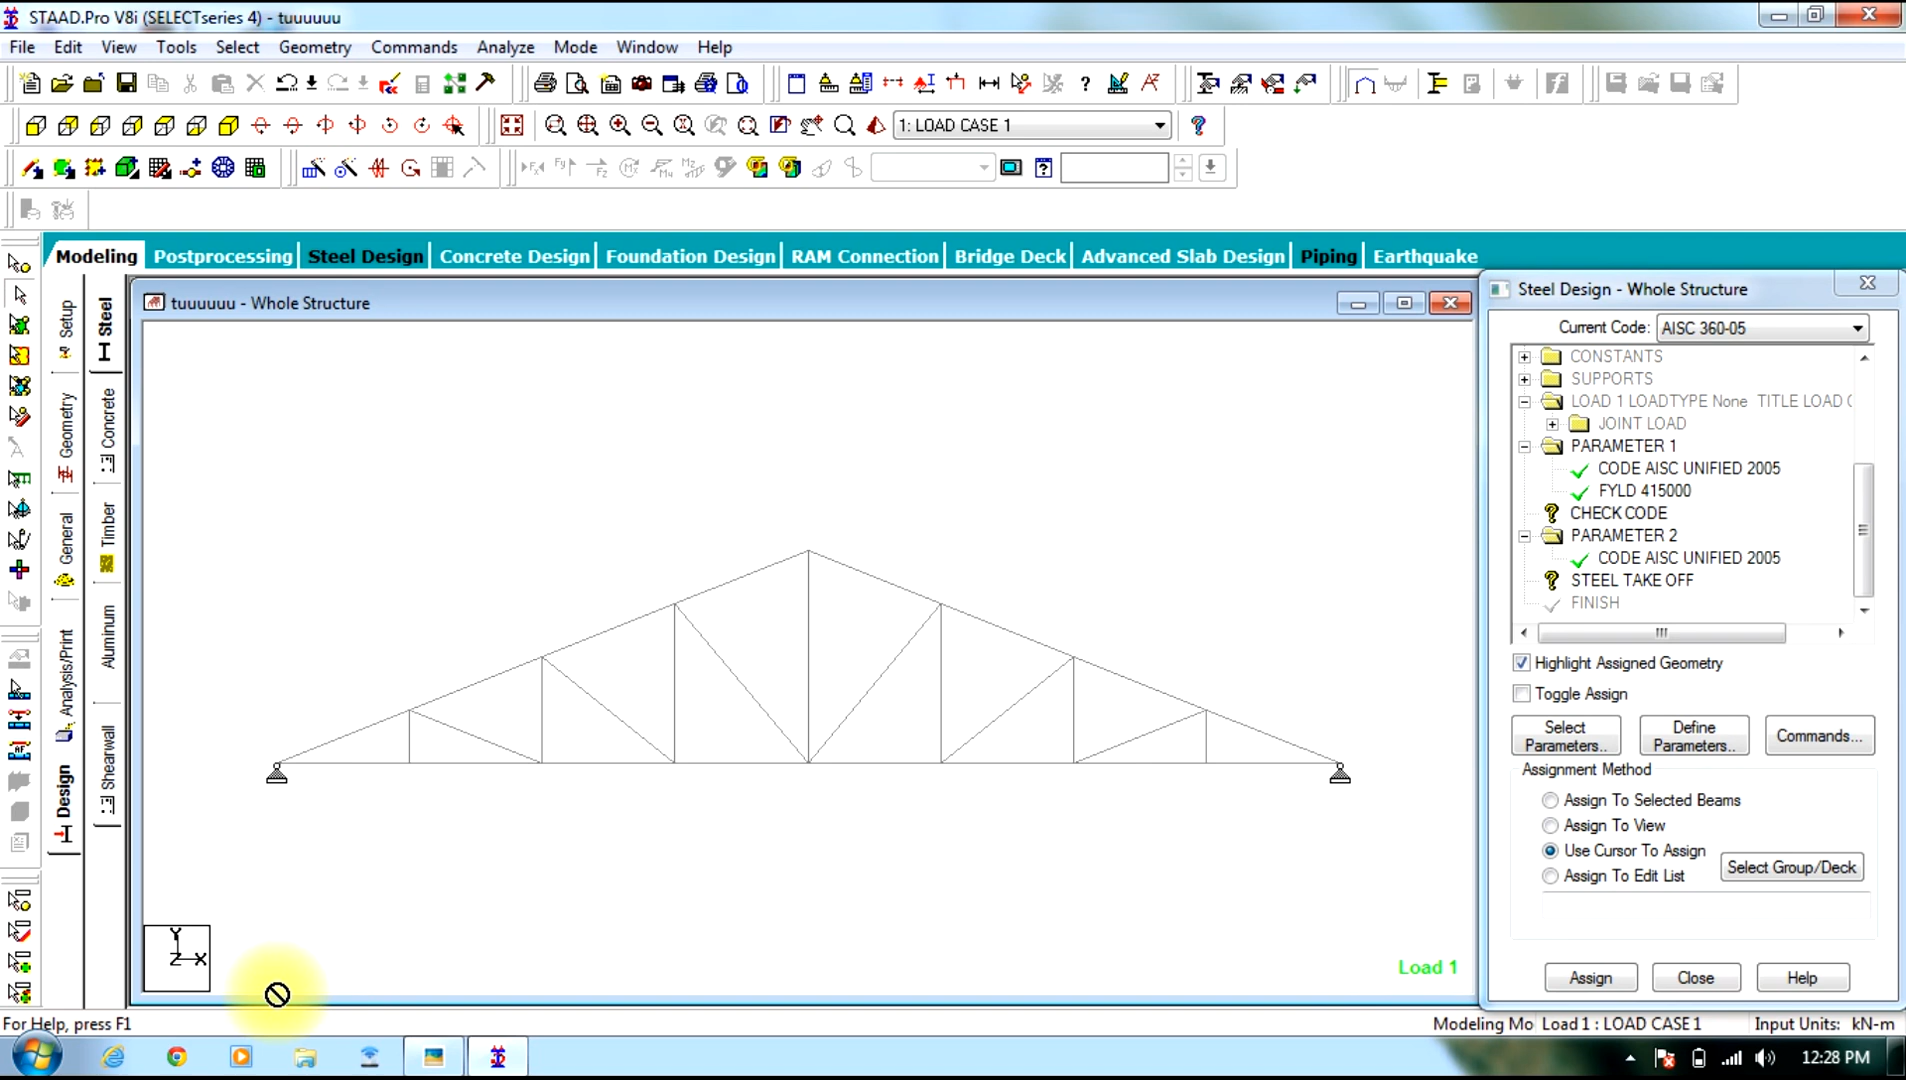 STAAD.Pro V8i (SELECTseries 4) - tuuuuuu
File Edit View Tools Select Geometry Commands Analyze Mode Window Help
1: LOAD CASE 1
Modeling Postprocessing Steel Design Concrete Design Foundation Design RAM Connection Bridge Deck Advanced Slab Design Piping Earthquake
Setup
Geometry
General
Analysis/Print
Design
Steel
Concrete
Timber
Aluminum
Shearwall
tuuuuuu - Whole Structure
Y
Z X
Load 1
Steel Design - Whole Structure
Current Code: AISC 360-05
CONSTANTS
SUPPORTS
LOAD 1 LOADTYPE None TITLE LOAD C
JOINT LOAD
PARAMETER 1
CODE AISC UNIFIED 2005
FYLD 415000
CHECK CODE
PARAMETER 2
CODE AISC UNIFIED 2005
STEEL TAKE OFF
FINISH
Highlight Assigned Geometry
Toggle Assign
Select Parameters..
Define Parameters..
Commands...
Assignment Method
Assign To Selected Beams
Assign To View
Use Cursor To Assign
Assign To Edit List
Select Group/Deck
Assign Close Help
For Help, press F1
Modeling Mo Load 1 : LOAD CASE 1 Input Units: kN-m
12:28 PM